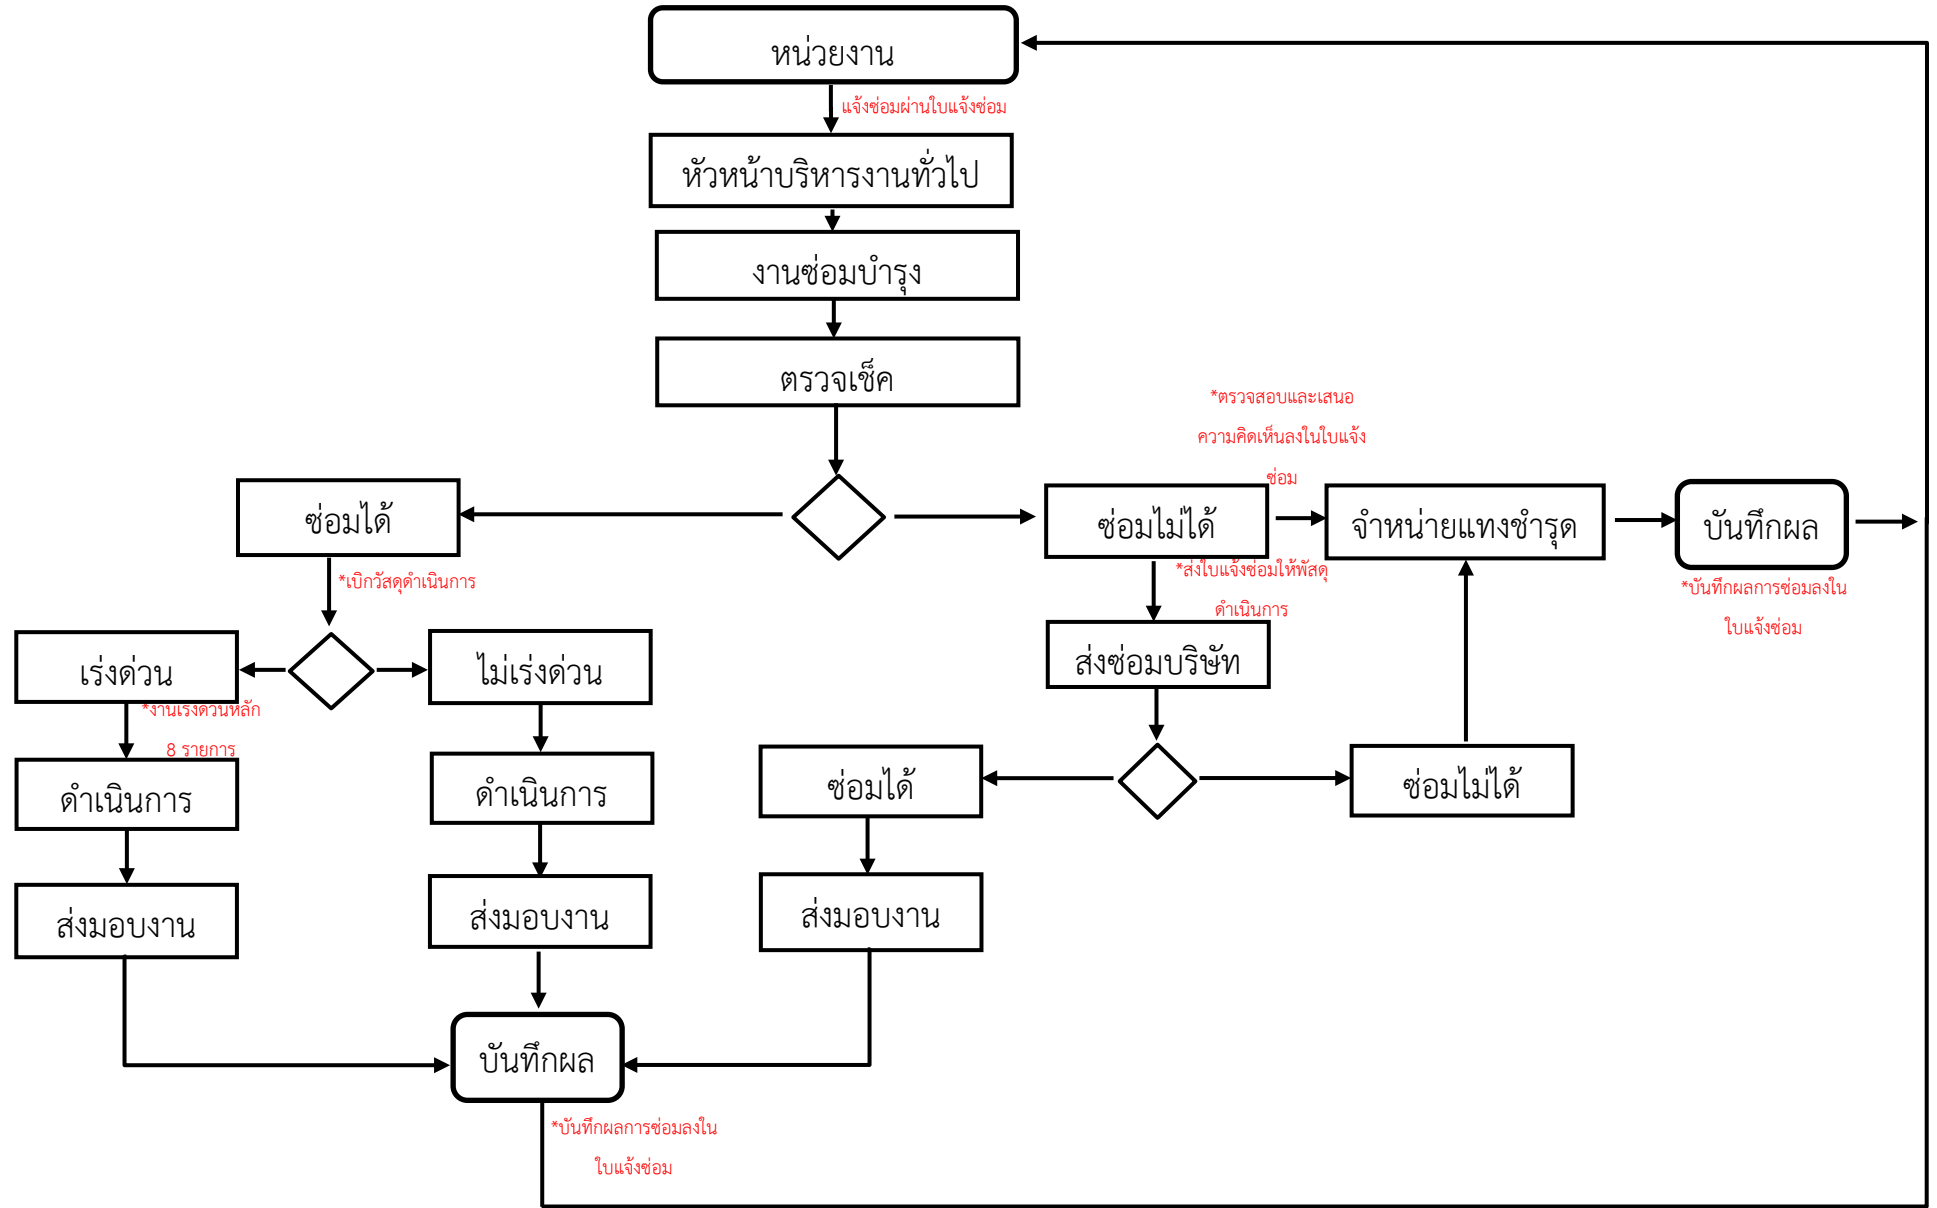 หน่วยงาน
แจ้งซ่อมผ่านใบแจ้งซ่อม
หัวหน้าบริหารงานทั่วไป
งานซ่อมบำรุง
ตรวจเช็ค
*ตรวจสอบและเสนอ
ความคิดเห็นลงในใบแจ้ง
ซ่อม
ซ่อมได้
ซ่อมไม่ได้
จำหน่ายแทงชำรุด
บันทึกผล
*เบิกวัสดุดำเนินการ
*ส่งใบแจ้งซ่อมให้พัสดุ
ดำเนินการ
*บันทึกผลการซ่อมลงใน
ใบแจ้งซ่อม
เร่งด่วน
ไม่เร่งด่วน
ส่งซ่อมบริษัท
*งานเร่งด่วนหลัก
8 รายการ
ดำเนินการ
ดำเนินการ
ซ่อมได้
ซ่อมไม่ได้
ส่งมอบงาน
ส่งมอบงาน
ส่งมอบงาน
บันทึกผล
*บันทึกผลการซ่อมลงใน
ใบแจ้งซ่อม